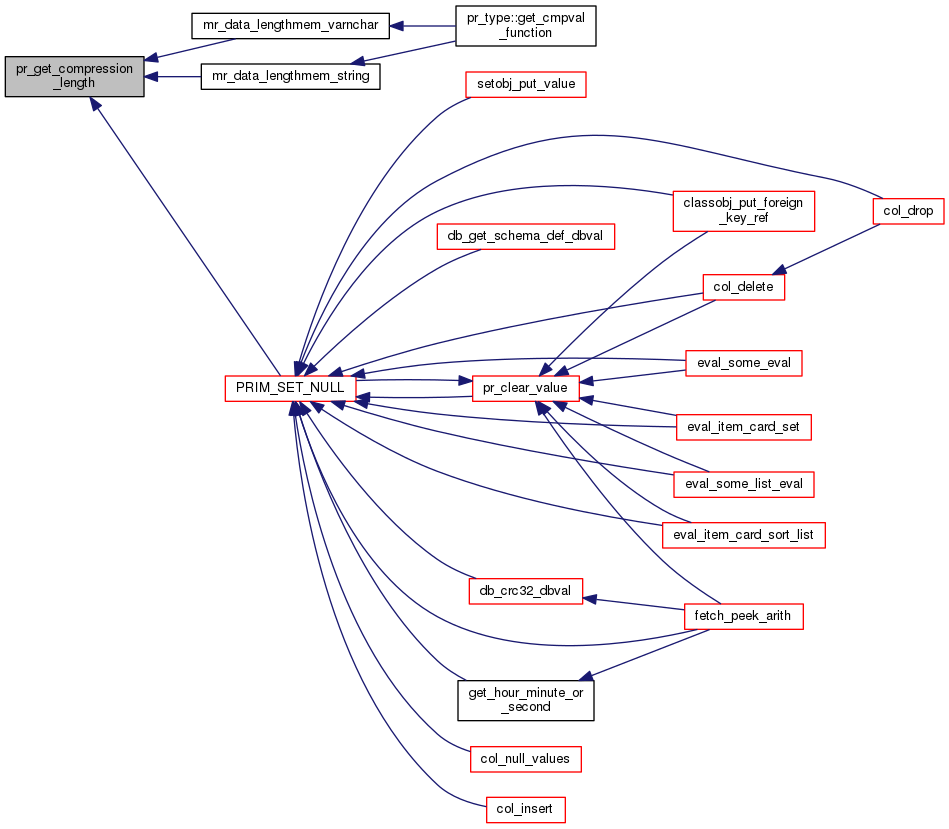 pr_get_compression
_length
mr_data_lengthmem_varnchar
mr_data_lengthmem_string
pr_type::get_cmpval
_function
setobj_put_value
classobj_put_foreign
_key_ref
col_drop
db_get_schema_def_dbval
col_delete
eval_some_eval
PRIM_SET_NULL
pr_clear_value
eval_item_card_set
eval_some_list_eval
eval_item_card_sort_list
db_crc32_dbval
fetch_peek_arith
get_hour_minute_or
_second
col_null_values
col_insert